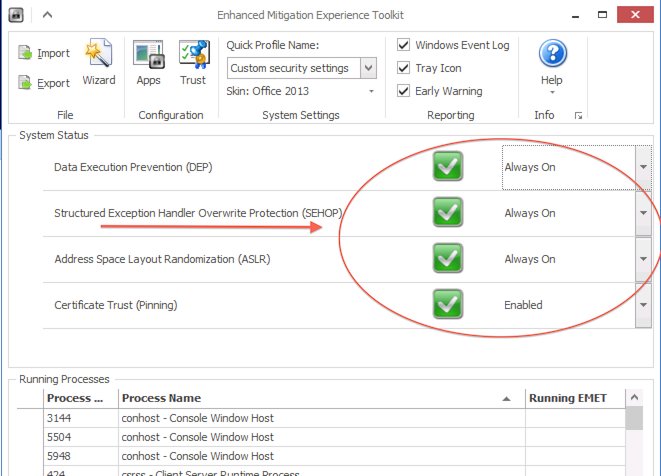 Enhanced Mitigation Experience Toolkit
Import
Export
Wizard
File
Apps
Trust
Configuration
Quick Profile Name:
Custom security settings
Skin: Office 2013
System Settings
Windows Event Log
Tray Icon
Early Warning
Reporting
Help
Info
System Status
Data Execution Prevention (DEP) Always On
Structured Exception Handler Overwrite Protection (SEHOP) Always On
Address Space Layout Randomization (ASLR) Always On
Certificate Trust (Pinning) Enabled
Running Processes
Process ... Process Name Running EMET
3144 conhost - Console Window Host
5504 conhost - Console Window Host
5948 conhost - Console Window Host
424 csrss - Client Server Runtime Process